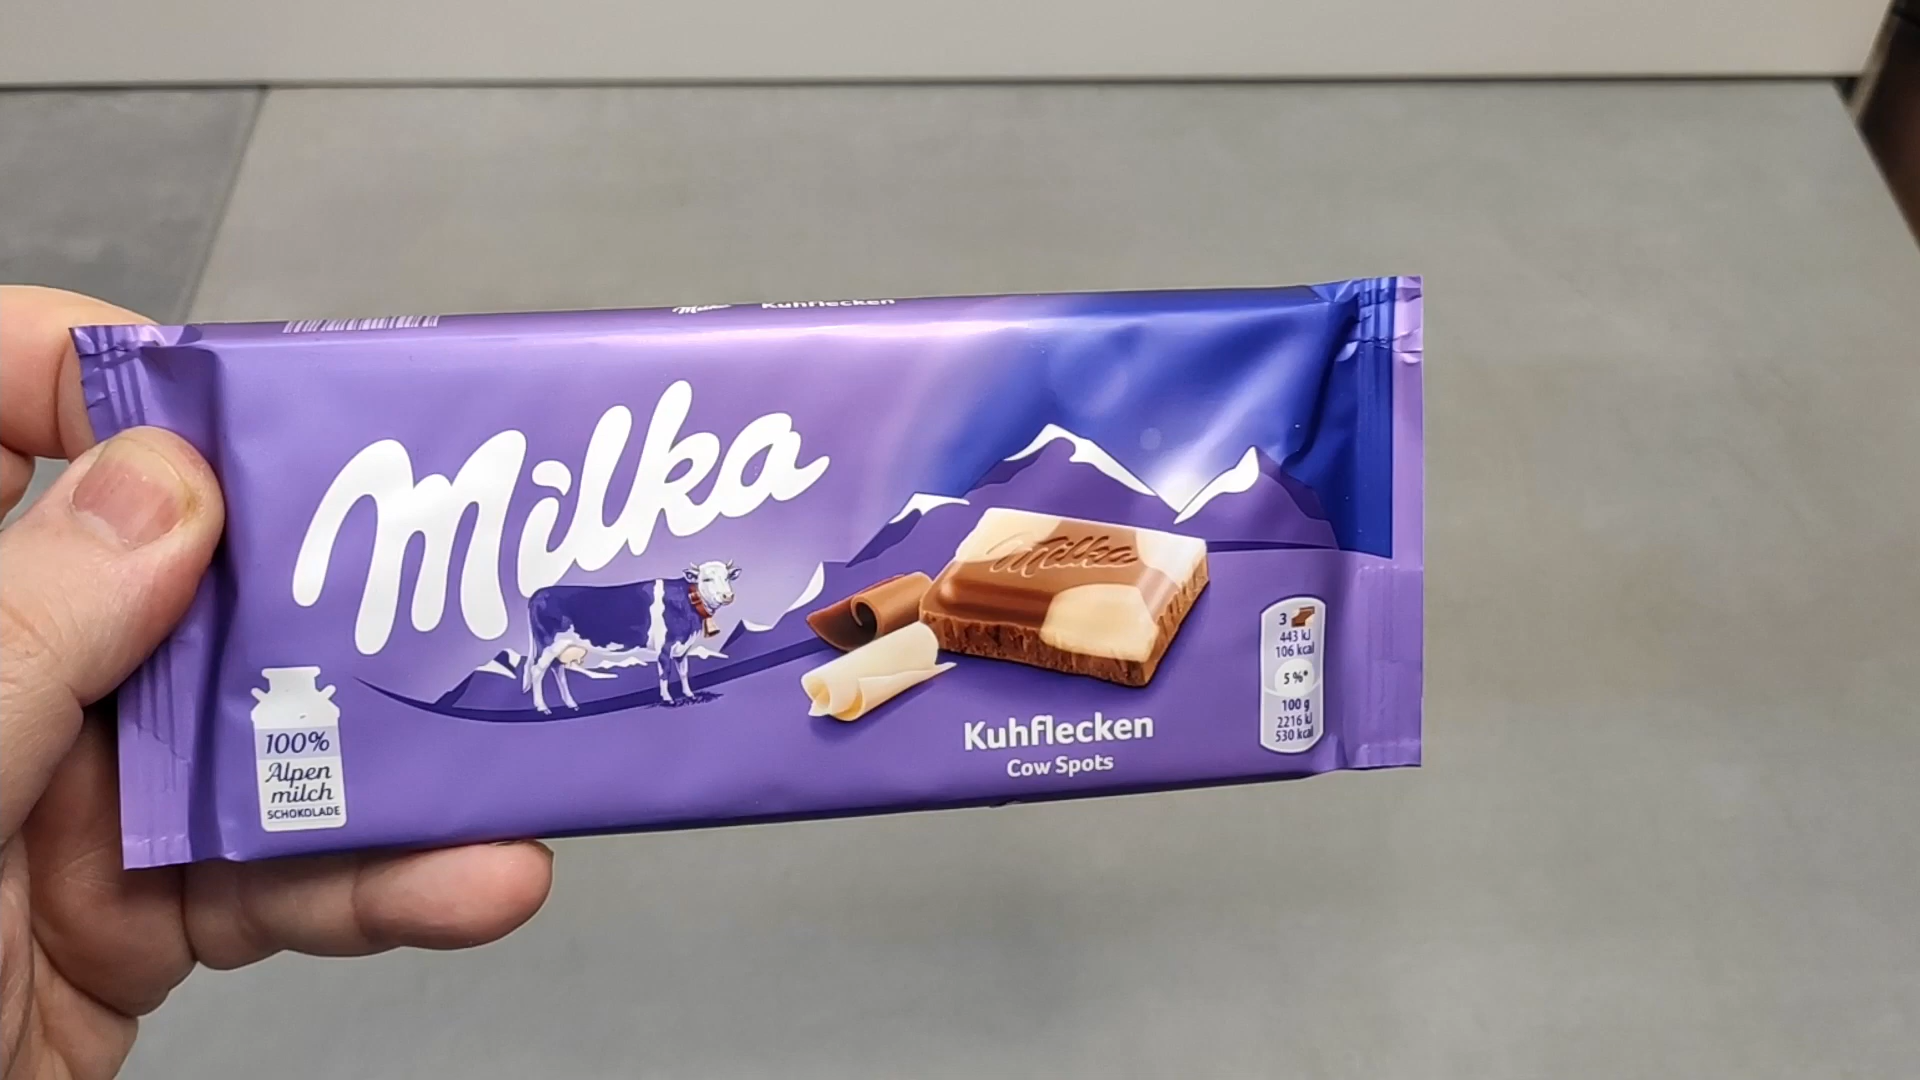 Milka Kuhflecken
Milka
Milka
100%
Alpen
milch
SCHOKOLADE
Kuhflecken
Cow Spots
3
443 kJ
106 kcal
5 %*
100 g
2216 kJ
530 kcal